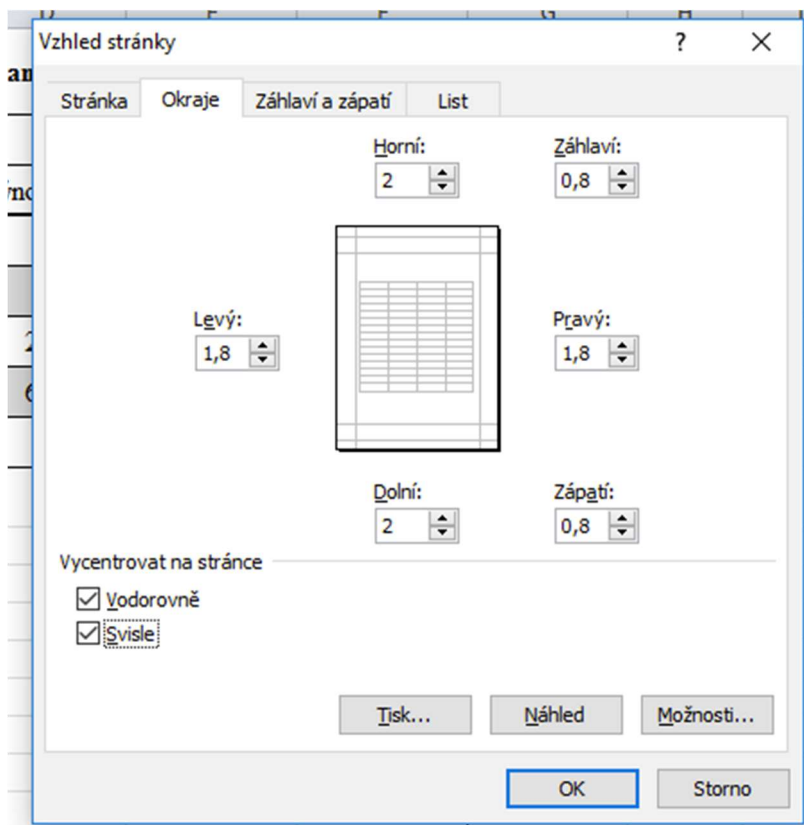 Vzhled stránky
?
Stránka
Okraje
Záhlaví a zápatí
List
Horní:
Záhlaví:
2
0,8
Levý:
Pravý:
1,8
1,8
Dolní:
Zápatí:
2
0,8
Vycentrovat na stránce
Vodorovně
Svisle
Tisk...
Náhled
Možnosti...
OK
Storno